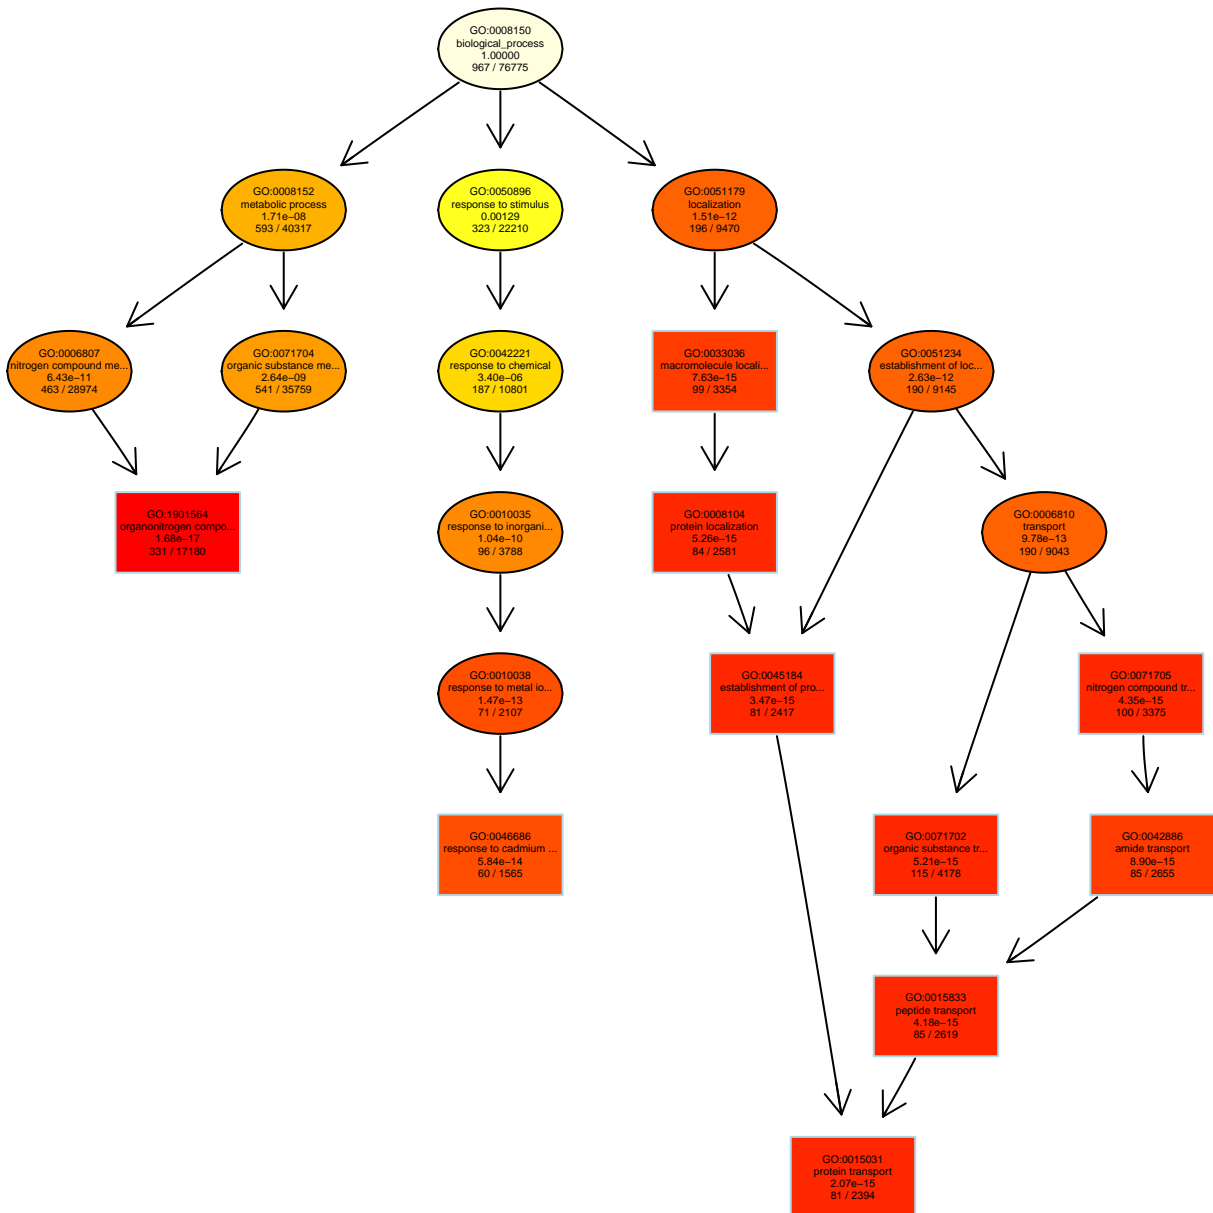 GO:0008150
biological_process
1.00000
967 / 76775
GO:0008152
metabolic process
1.71e−08
593 / 40317
GO:0050896
response to stimulus
0.00129
323 / 22210
GO:0051179
localization
1.51e−12
196 / 9470
GO:0006807
nitrogen compound me...
6.43e−11
463 / 28974
GO:0071704
organic substance me...
2.64e−09
541 / 35759
GO:0042221
response to chemical
3.40e−06
187 / 10801
GO:0033036
macromolecule locali...
7.63e−15
99 / 3354
GO:0051234
establishment of loc...
2.63e−12
190 / 9145
GO:1901564
organonitrogen compo...
1.68e−17
331 / 17180
GO:0010035
response to inorgani...
1.04e−10
96 / 3788
GO:0008104
protein localization
5.26e−15
84 / 2581
GO:0006810
transport
9.78e−13
190 / 9043
GO:0010038
response to metal io...
1.47e−13
71 / 2107
GO:0045184
establishment of pro...
3.47e−15
81 / 2417
GO:0071705
nitrogen compound tr...
4.35e−15
100 / 3375
GO:0046686
response to cadmium ...
5.84e−14
60 / 1565
GO:0071702
organic substance tr...
5.21e−15
115 / 4178
GO:0042886
amide transport
8.90e−15
85 / 2655
GO:0015833
peptide transport
4.18e−15
85 / 2619
GO:0015031
protein transport
2.07e−15
81 / 2394